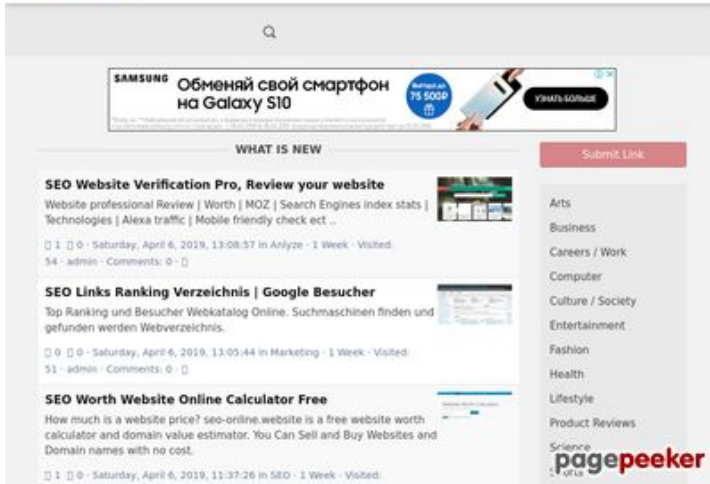 SAMSUNG
Обменяй свой смартфон
на Galaxy S10
Выгода до
75 500₽
УЗНАТЬ БОЛЬШЕ
WHAT IS NEW
Submit Link
SEO Website Verification Pro, Review your website
Website professional Review | Worth | MOZ | Search Engines index stats |
Technologies | Alexa traffic | Mobile friendly check ect ..
1 0 · Saturday, April 6, 2019, 13:08:57 in Anlyze · 1 Week · Visited:
54 · admin · Comments: 0 ·
SEO Links Ranking Verzeichnis | Google Besucher
Top Ranking und Besucher Webkatalog Online. Suchmaschinen finden und
gefunden werden Webverzeichnis.
0 0 · Saturday, April 6, 2019, 13:05:44 in Marketing · 1 Week · Visited:
51 · admin · Comments: 0 ·
SEO Worth Website Online Calculator Free
How much is a website price? seo-online.website is a free website worth
calculator and domain value estimator. You Can Sell and Buy Websites and
Domain names with no cost.
1 0 · Saturday, April 6, 2019, 11:37:26 in SEO · 1 Week · Visited:
Arts
Business
Careers / Work
Computer
Culture / Society
Entertainment
Fashion
Health
Lifestyle
Product Reviews
Science
pagepeeker